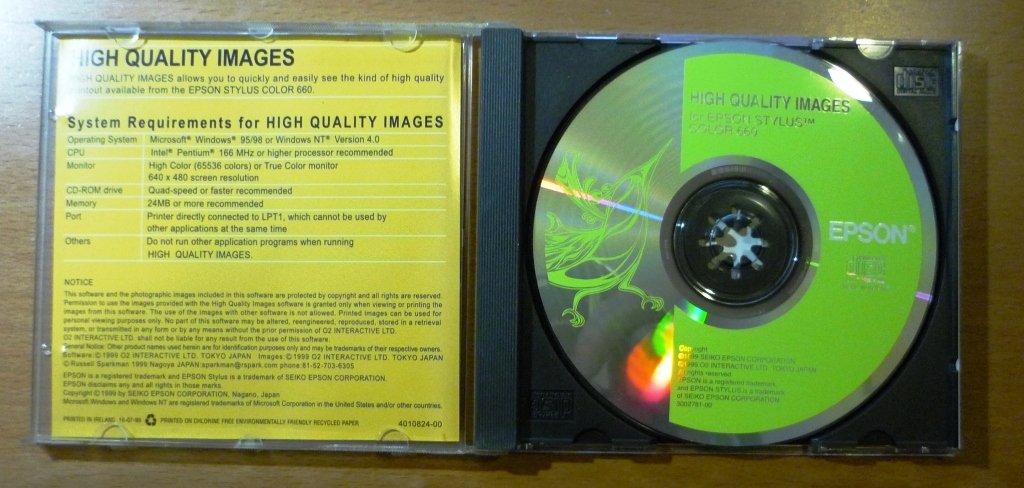 HIGH QUALITY IMAGES
HIGH QUALITY IMAGES allows you to quickly and easily see the kind of high quality
printout available from the EPSON STYLUS COLOR 660.
System Requirements for HIGH QUALITY IMAGES
Operating System Microsoft® Windows® 95/98 or Windows NT® Version 4.0
CPU Intel® Pentium® 166 MHz or higher processor recommended
Monitor High Color (65536 colors) or True Color monitor
640 x 480 screen resolution
CD-ROM drive Quad-speed or faster recommended
Memory 24MB or more recommended
Port Printer directly connected to LPT1, which cannot be used by
other applications at the same time
Others Do not run other application programs when running
HIGH QUALITY IMAGES.
NOTICE
This software and the photographic images included in this software are protected by copyright and all rights are reserved.
Permission to use the images provided with the High Quality Images software is granted only when viewing or printing the
images from this software. The use of the images with other software is not allowed. Printed images can be used for
personal viewing purposes only. No part of this software may be altered, reengineered, reproduced, stored in a retrieval
system, or transmitted in any form or by any means without the prior permission of O2 INTERACTIVE LTD.
O2 INTERACTIVE LTD. shall not be liable for any result from the use of this software.
General Notice: Other product names used herein are for identification purposes only and may be trademarks of their respective owners.
Software:© 1999 O2 INTERACTIVE LTD. TOKYO JAPAN Images:© 1999 O2 INTERACTIVE LTD. TOKYO JAPAN
© Russell Sparkman 1999 Nagoya JAPAN:sparkman@rspark.com phone:81-52-703-6305
EPSON is a registered trademark and EPSON Stylus is a trademark of SEIKO EPSON CORPORATION.
EPSON disclaims any and all rights in those marks.
Copyright © 1999 by SEIKO EPSON CORPORATION, Nagano, Japan
Microsoft Windows and Windows NT are registered trademarks of Microsoft Corporation in the United States and/or other countries.
PRINTED IN IRELAND 16-07-99 PRINTED ON CHLORINE FREE ENVIRONMENTALLY FRIENDLY RECYCLED PAPER 4010824-00
HIGH QUALITY IMAGES
for EPSON STYLUS™
COLOR 660
EPSON®
disc
Copyright
© 1999 SEIKO EPSON CORPORATION
© 1999 O2 INTERACTIVE LTD. TOKYO JAPAN
All rights reserved.
EPSON is a registered trademark,
and EPSON STYLUS is a trademark
of SEIKO EPSON CORPORATION
3002781-00
disc